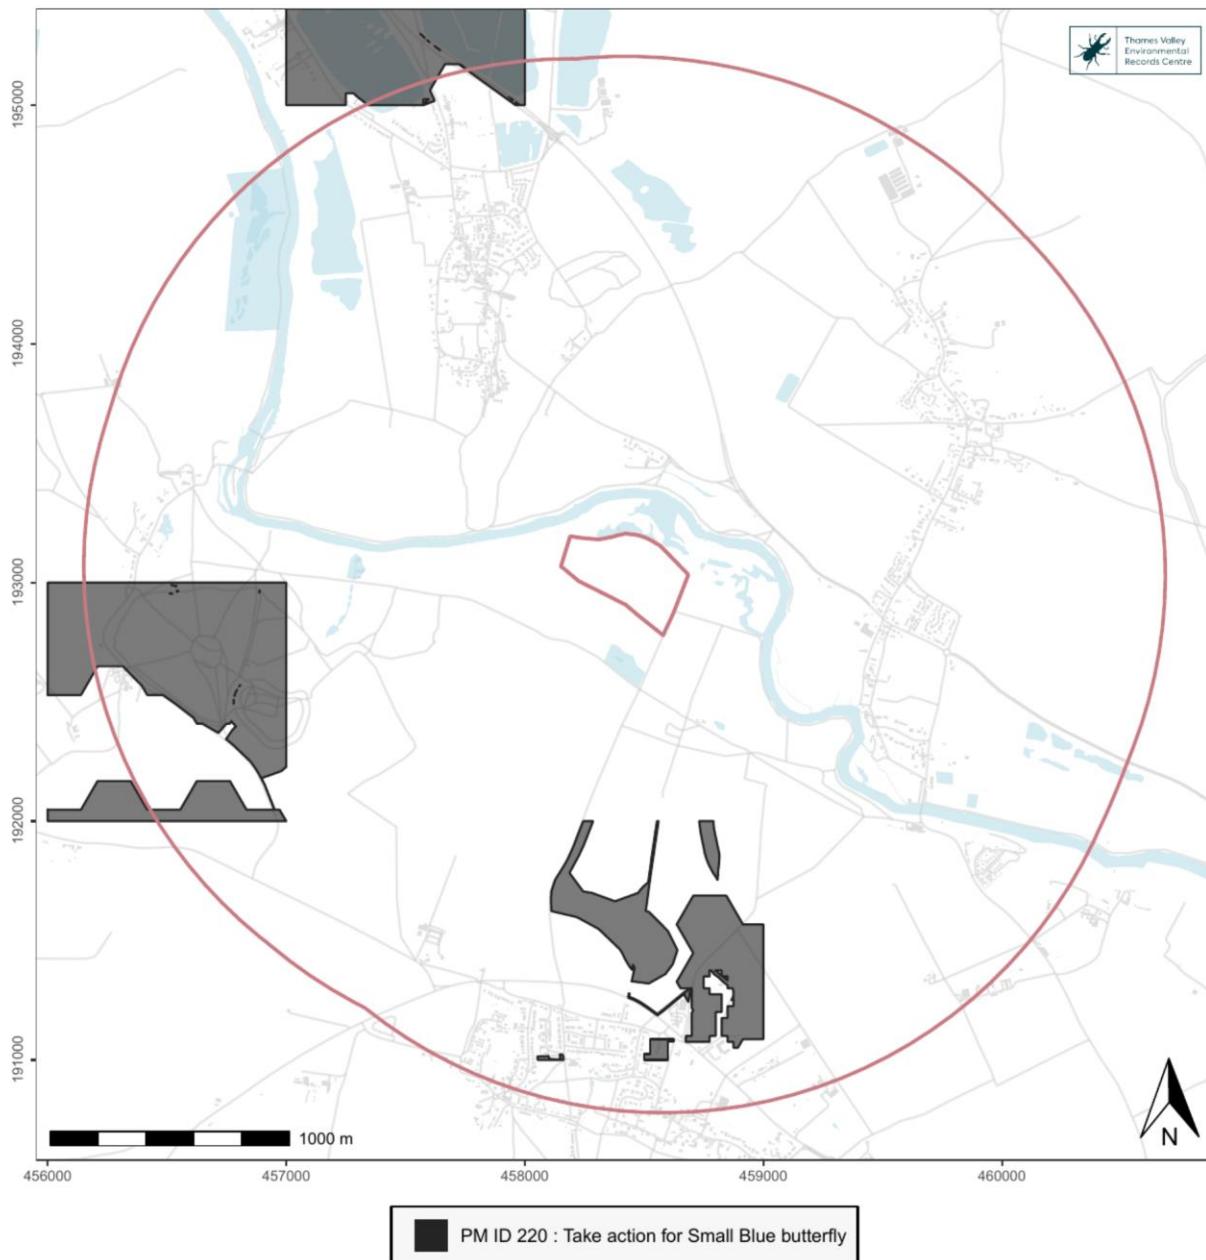 Thames Valley
Environmental
Records Centre
195000
194000
193000
192000
191000
1000 m
N
456000
457000
458000
459000
460000
PM ID 220 : Take action for Small Blue butterfly